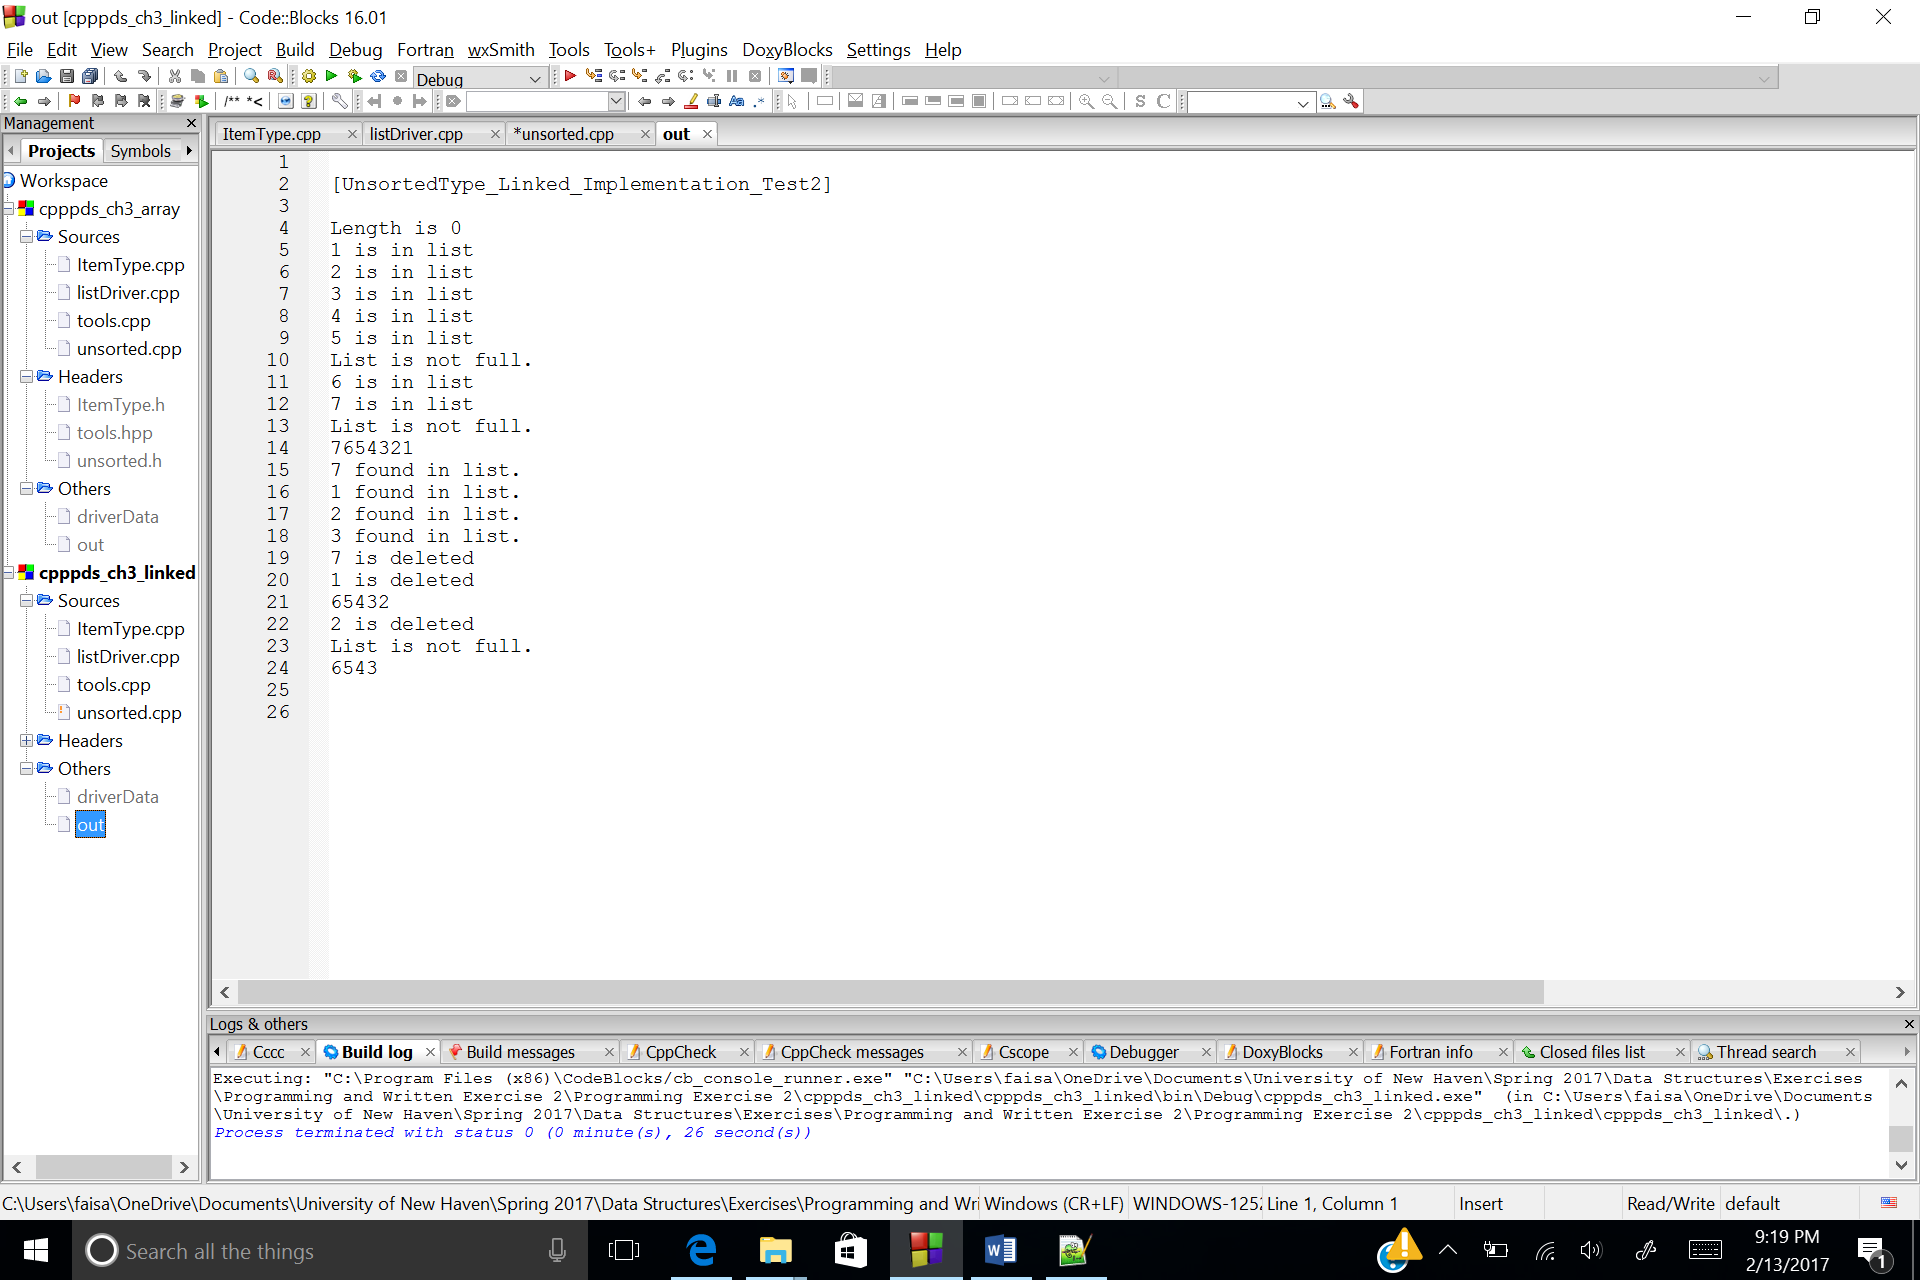 out [cpppds_ch3_linked] - Code::Blocks 16.01
File Edit View Search Project Build Debug Fortran wxSmith Tools Tools+ Plugins DoxyBlocks Settings Help
Debug
/** *<
S C
Management
Projects Symbols
Workspace
cpppds_ch3_array
Sources
ItemType.cpp
listDriver.cpp
tools.cpp
unsorted.cpp
Headers
ItemType.h
tools.hpp
unsorted.h
Others
driverData
out
cpppds_ch3_linked
Sources
ItemType.cpp
listDriver.cpp
tools.cpp
unsorted.cpp
Headers
Others
driverData
out
ItemType.cpp listDriver.cpp *unsorted.cpp out
1
2 [UnsortedType_Linked_Implementation_Test2]
3
4 Length is 0
5 1 is in list
6 2 is in list
7 3 is in list
8 4 is in list
9 5 is in list
10 List is not full.
11 6 is in list
12 7 is in list
13 List is not full.
14 7654321
15 7 found in list.
16 1 found in list.
17 2 found in list.
18 3 found in list.
19 7 is deleted
20 1 is deleted
21 65432
22 2 is deleted
23 List is not full.
24 6543
25
26
Logs & others
Cccc Build log Build messages CppCheck CppCheck messages Cscope Debugger DoxyBlocks Fortran info Closed files list Thread search
Executing: "C:\Program Files (x86)\CodeBlocks/cb_console_runner.exe" "C:\Users\faisa\OneDrive\Documents\University of New Haven\Spring 2017\Data Structures\Exercises
\Programming and Written Exercise 2\Programming Exercise 2\cpppds_ch3_linked\cpppds_ch3_linked\bin\Debug\cpppds_ch3_linked.exe" (in C:\Users\faisa\OneDrive\Documents
\University of New Haven\Spring 2017\Data Structures\Exercises\Programming and Written Exercise 2\Programming Exercise 2\cpppds_ch3_linked\cpppds_ch3_linked\.)
Process terminated with status 0 (0 minute(s), 26 second(s))
C:\Users\faisa\OneDrive\Documents\University of New Haven\Spring 2017\Data Structures\Exercises\Programming and Wri Windows (CR+LF) WINDOWS-1252 Line 1, Column 1 Insert Read/Write default
Search all the things
9:19 PM
2/13/2017
1